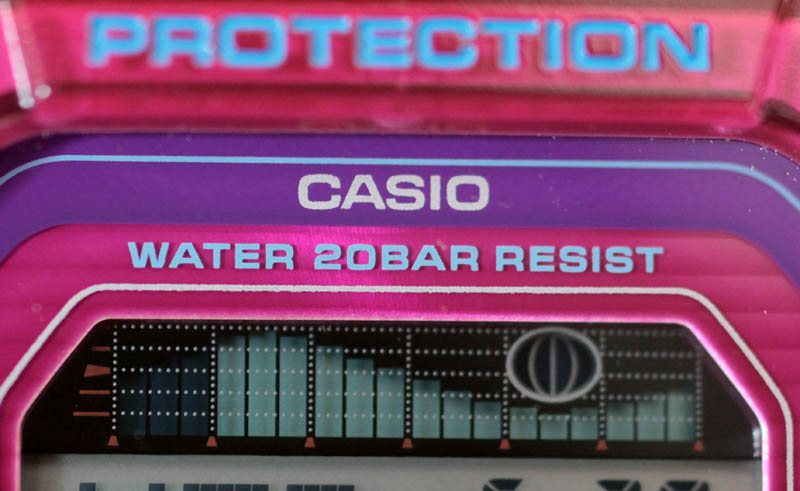 PROTECTION
CASIO
WATER 20BAR RESIST